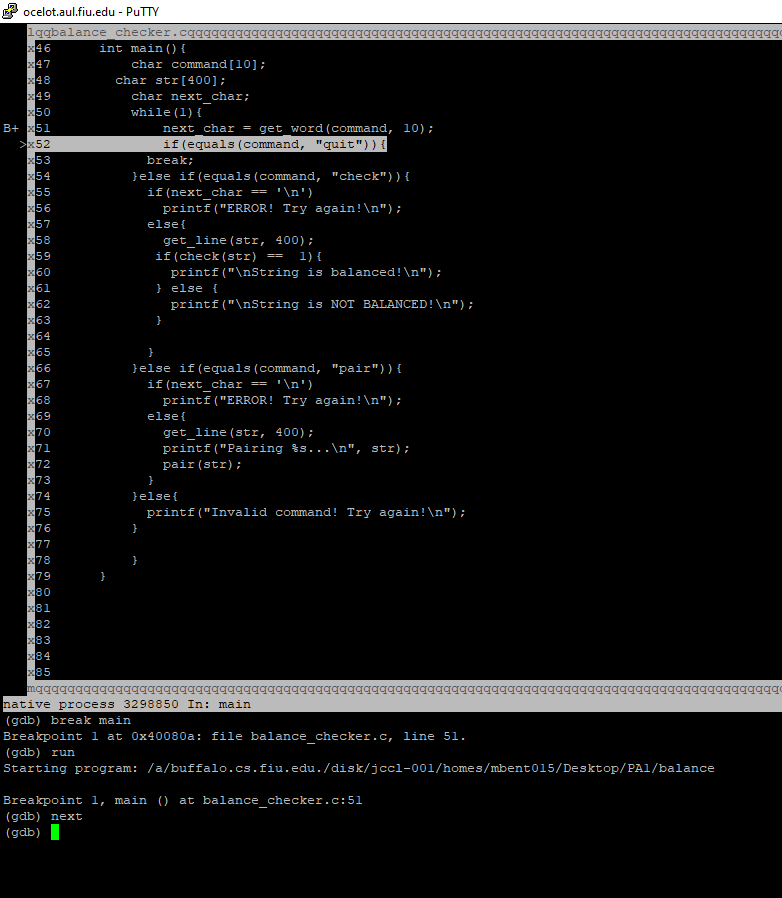 ocelot.aul.fiu.edu - PuTTY
lqqbalance_checker.cqqqqqqqqqqqqqqqqqqqqqqqqqqqqqqqqqqqqqqqqqqqqqqqqqqqqqqqqqqqqqqqqqqqqqqqqqqq
x46      int main(){
x47          char command[10];
x48        char str[400];
x49          char next_char;
x50          while(1){
B+ x51              next_char = get_word(command, 10);
>x52              if(equals(command, "quit")){
x53            break;
x54          }else if(equals(command, "check")){
x55            if(next_char == '\n')
x56              printf("ERROR! Try again!\n");
x57            else{
x58              get_line(str, 400);
x59             if(check(str) ==  1){
x60               printf("\nString is balanced!\n");
x61             } else {
x62               printf("\nString is NOT BALANCED!\n");
x63             }
x64
x65            }
x66          }else if(equals(command, "pair")){
x67            if(next_char == '\n')
x68              printf("ERROR! Try again!\n");
x69            else{
x70              get_line(str, 400);
x71              printf("Pairing %s...\n", str);
x72              pair(str);
x73            }
x74          }else{
x75            printf("Invalid command! Try again!\n");
x76          }
x77
x78          }
x79      }
x80
x81
x82
x83
x84
x85
mqqqqqqqqqqqqqqqqqqqqqqqqqqqqqqqqqqqqqqqqqqqqqqqqqqqqqqqqqqqqqqqqqqqqqqqqqqqqqqqqqqqqqqqqqqqqqq
native process 3298850 In: main
(gdb) break main
Breakpoint 1 at 0x40080a: file balance_checker.c, line 51.
(gdb) run
Starting program: /a/buffalo.cs.fiu.edu./disk/jccl-001/homes/mbent015/Desktop/PA1/balance
Breakpoint 1, main () at balance_checker.c:51
(gdb) next
(gdb)